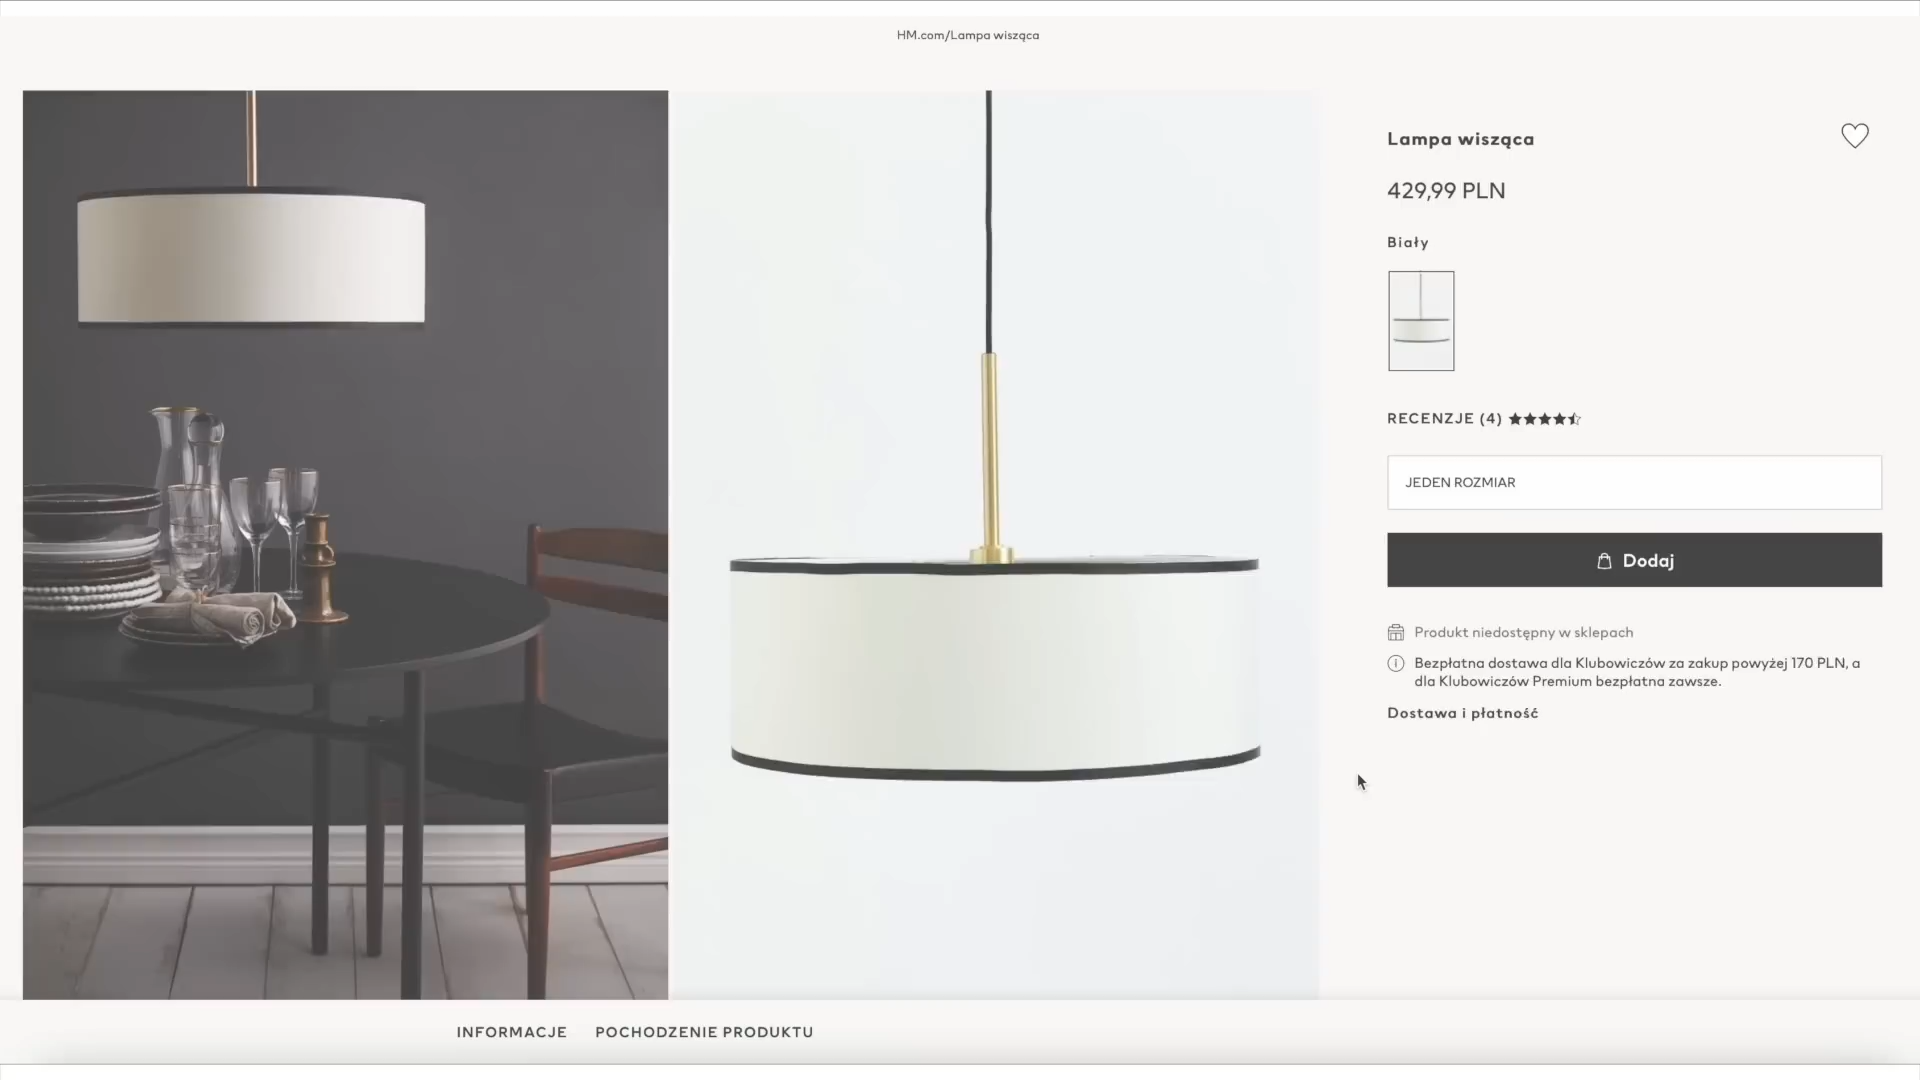 HM.com/Lampa wisząca
Lampa wisząca
429,99 PLN
Biały
RECENZJE (4)
JEDEN ROZMIAR
Dodaj
Produkt niedostępny w sklepach
Bezpłatna dostawa dla Klubowiczów za zakup powyżej 170 PLN, a
dla Klubowiczów Premium bezpłatna zawsze.
Dostawa i płatność
INFORMACJE POCHODZENIE PRODUKTU